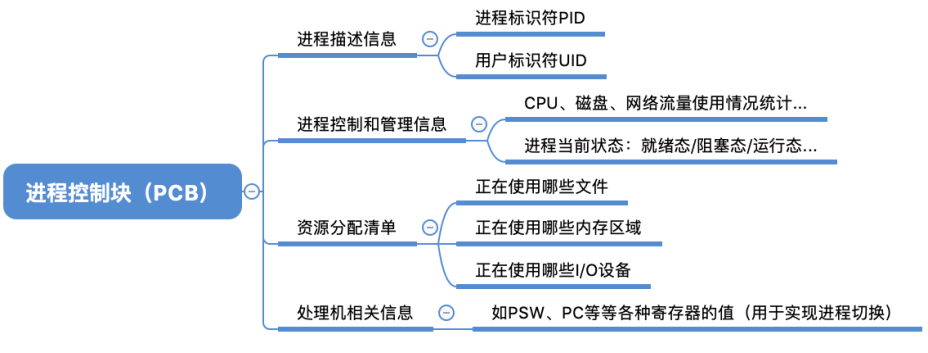 进程控制块（PCB）
进程描述信息
进程标识符PID
用户标识符UID
进程控制和管理信息
CPU、磁盘、网络流量使用情况统计...
进程当前状态：就绪态/阻塞态/运行态...
资源分配清单
正在使用哪些文件
正在使用哪些内存区域
正在使用哪些I/O设备
处理机相关信息
如PSW、PC等等各种寄存器的值（用于实现进程切换）